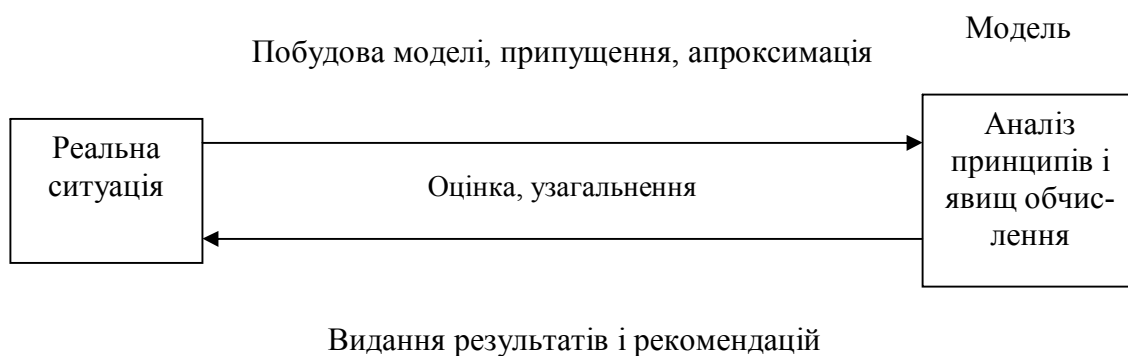 Модель
Побудова моделі, припущення, апроксимація
Реальна
ситуація
Оцінка, узагальнення
Аналіз
принципів і
явищ обчис-
лення
Видання результатів і рекомендацій